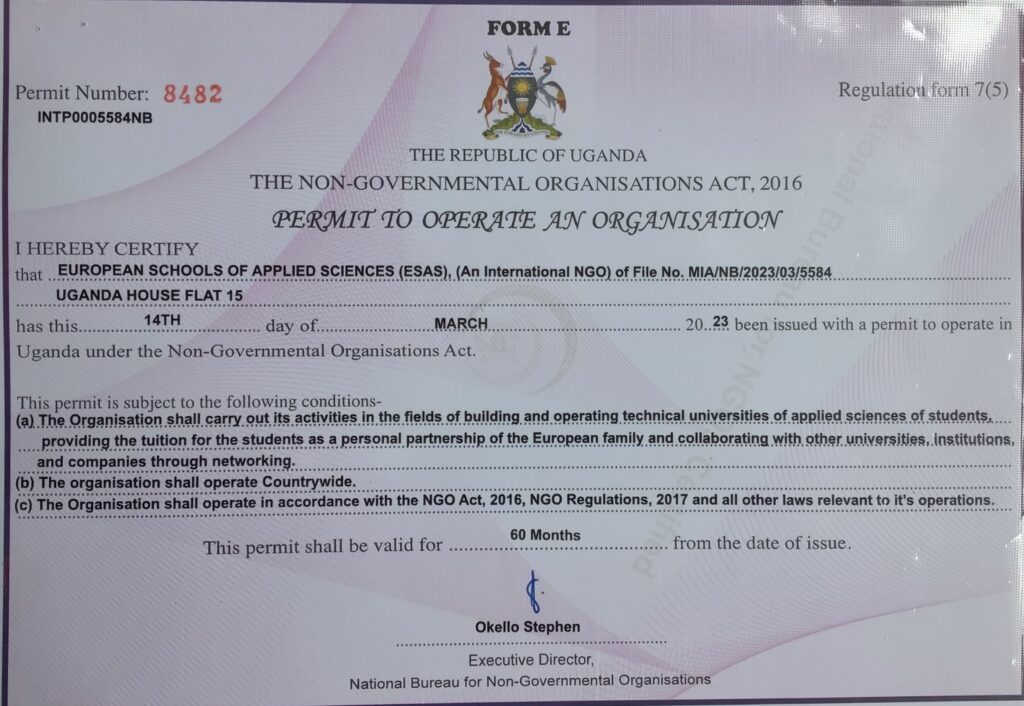 FORM E
Permit Number: 8482
INTP0005584NB
Regulation form 7(5)
THE REPUBLIC OF UGANDA
THE NON-GOVERNMENTAL ORGANISATIONS ACT, 2016
PERMIT TO OPERATE AN ORGANISATION
I HEREBY CERTIFY
that EUROPEAN SCHOOLS OF APPLIED SCIENCES (ESAS), (An International NGO) of File No. MIA/NB/2023/03/5584
UGANDA HOUSE FLAT 15
has this 14TH day of MARCH 20 23 been issued with a permit to operate in
Uganda under the Non-Governmental Organisations Act.
This permit is subject to the following conditions-
(a) The Organisation shall carry out its activities in the fields of building and operating technical universities of applied sciences of students,
providing the tuition for the students as a personal partnership of the European family and collaborating with other universities, institutions,
and companies through networking.
(b) The organisation shall operate Countrywide.
(c) The Organisation shall operate in accordance with the NGO Act, 2016, NGO Regulations, 2017 and all other laws relevant to it's operations.
This permit shall be valid for 60 Months from the date of issue.
Okello Stephen
Executive Director,
National Bureau for Non-Governmental Organisations